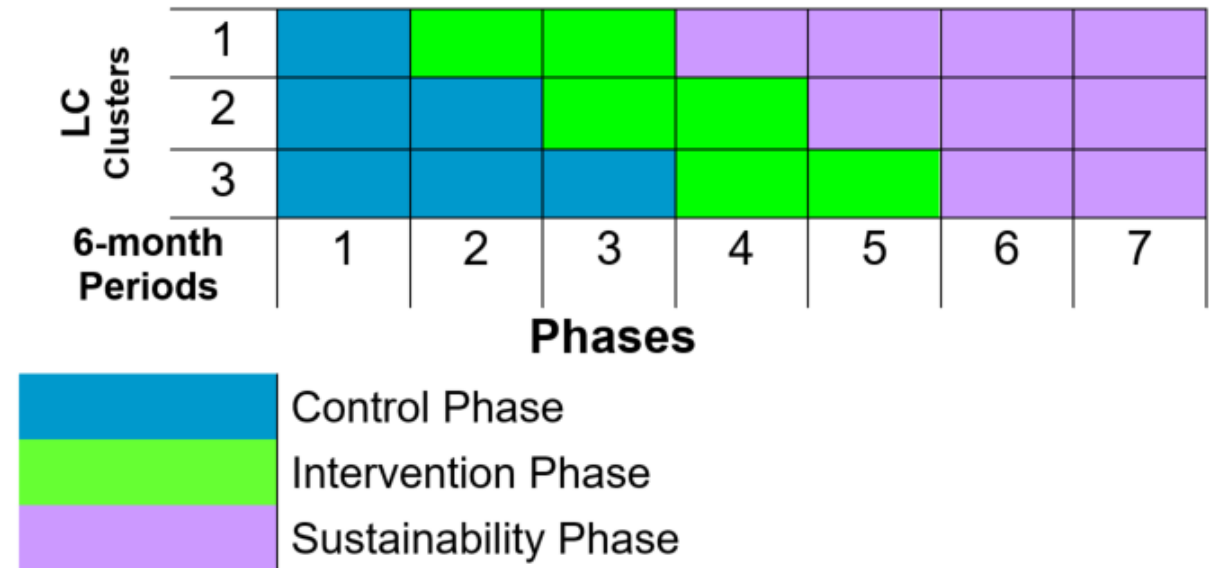 LC
Clusters
1
2
3
6-month
Periods
1 2 3 4 5 6 7
Phases
Control Phase
Intervention Phase
Sustainability Phase